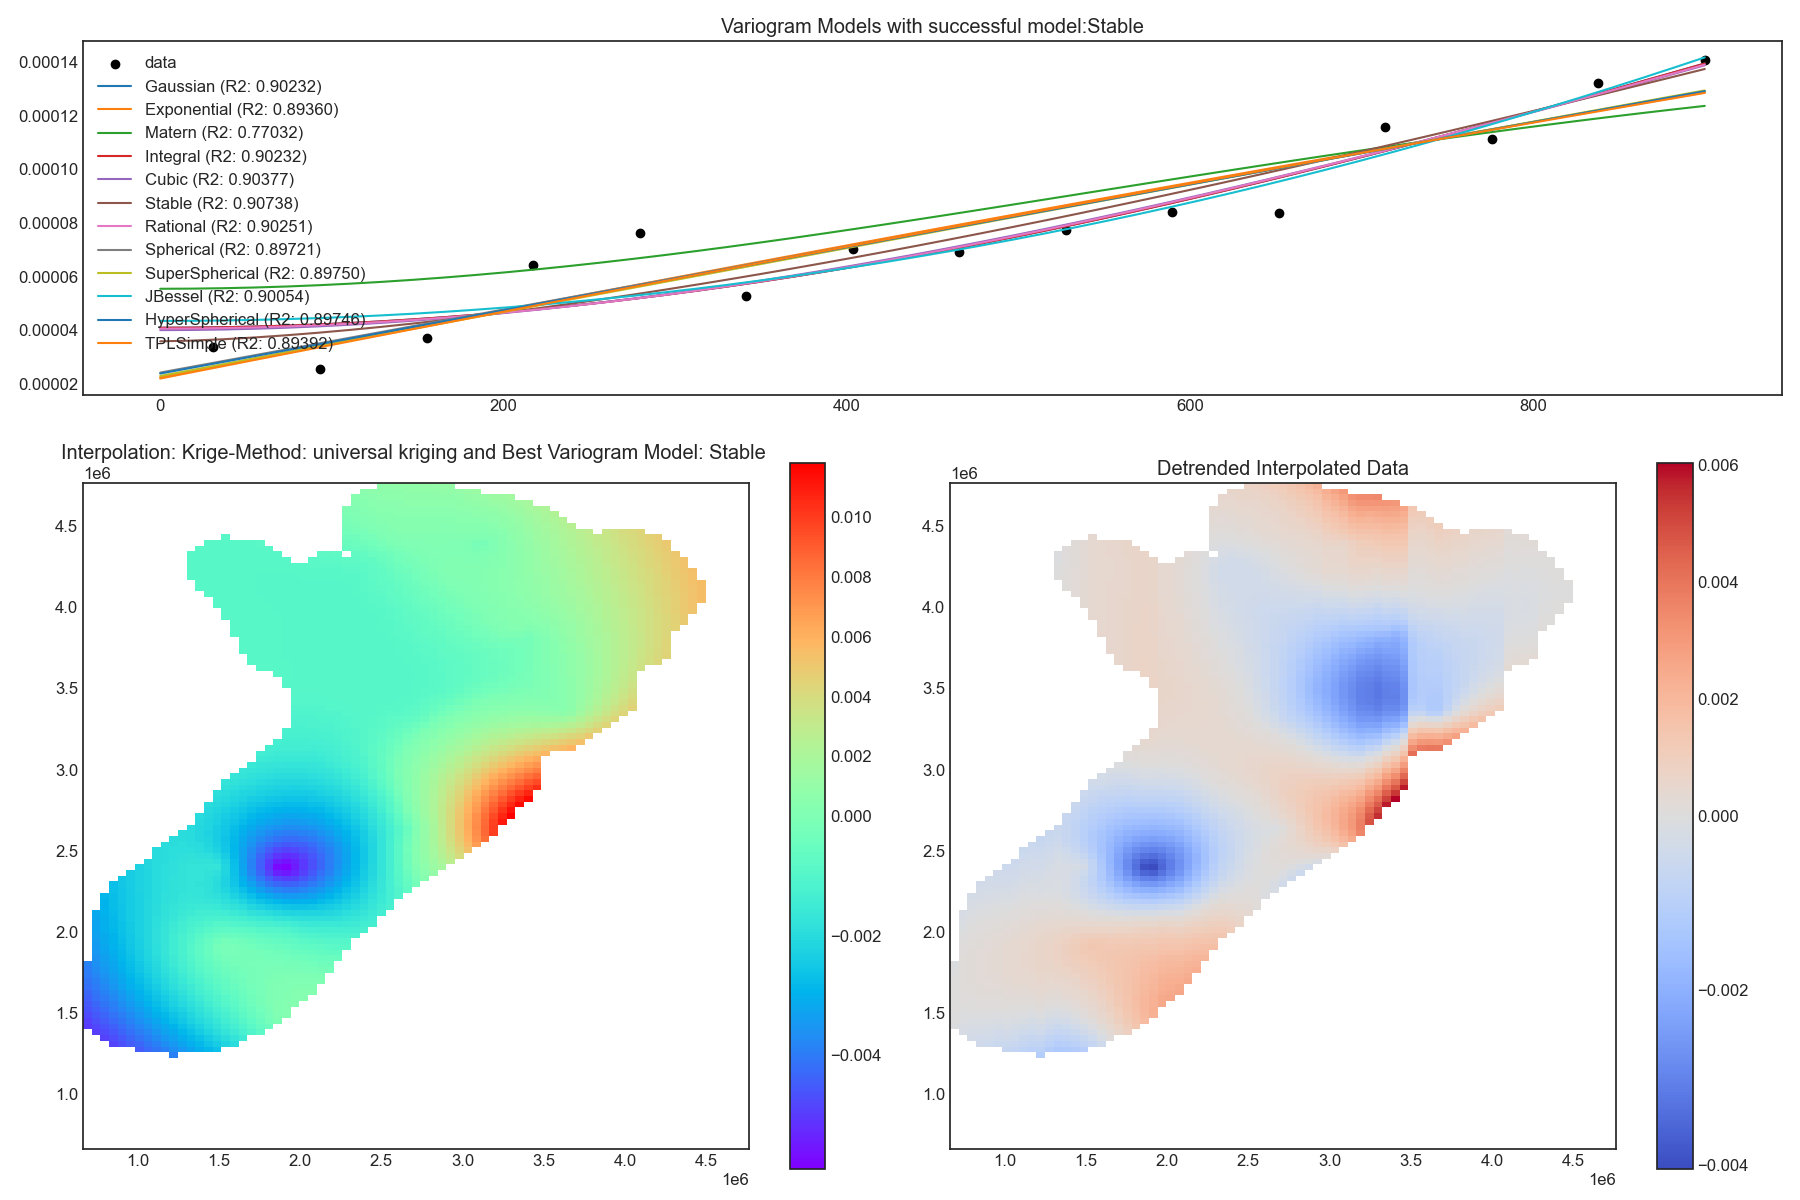 Variogram Models with successful model:Stable
0.00014
0.00012
0.00010
0.00008
0.00006
0.00004
0.00002
data
Gaussian (R2: 0.90232)
Exponential (R2: 0.89360)
Matern (R2: 0.77032)
Integral (R2: 0.90232)
Cubic (R2: 0.90377)
Stable (R2: 0.90738)
Rational (R2: 0.90251)
Spherical (R2: 0.89721)
SuperSpherical (R2: 0.89750)
JBessel (R2: 0.90054)
HyperSpherical (R2: 0.89746)
TPLSimple (R2: 0.89392)
0 200 400 600 800
Interpolation: Krige-Method: universal kriging and Best Variogram Model: Stable
1e6
4.5
4.0
3.5
3.0
2.5
2.0
1.5
1.0
1.0 1.5 2.0 2.5 3.0 3.5 4.0 4.5
1e6
0.010
0.008
0.006
0.004
0.002
0.000
−0.002
−0.004
Detrended Interpolated Data
1e6
4.5
4.0
3.5
3.0
2.5
2.0
1.5
1.0
1.0 1.5 2.0 2.5 3.0 3.5 4.0 4.5
1e6
0.006
0.004
0.002
0.000
−0.002
−0.004